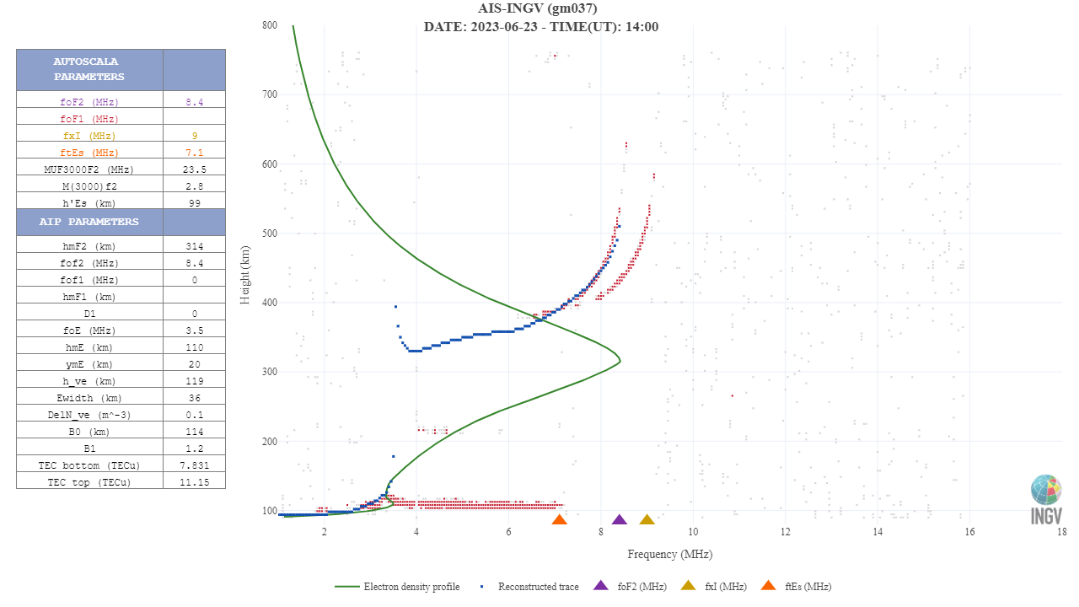 AIS-INGV (gm037)
DATE: 2023-06-23 - TIME(UT): 14:00
AUTOSCALA
PARAMETERS
foF2 (MHz) 8.4
foF1 (MHz)
fxI (MHz) 9
ftEs (MHz) 7.1
MUF3000F2 (MHz) 23.5
M(3000)f2 2.8
h'Es (km) 99
AIP PARAMETERS
hmF2 (km) 314
fof2 (MHz) 8.4
fof1 (MHz) 0
hmF1 (km)
D1 0
foE (MHz) 3.5
hmE (km) 110
ymE (km) 20
h_ve (km) 119
Ewidth (km) 36
DelN_ve (m^-3) 0.1
B0 (km) 114
B1 1.2
TEC bottom (TECu) 7.831
TEC top (TECu) 11.15
Height (km)
800
700
600
500
400
300
200
100
2 4 6 8 10 12 14 16 18
Frequency (MHz)
INGV
Electron density profile Reconstructed trace foF2 (MHz) fxI (MHz) ftEs (MHz)